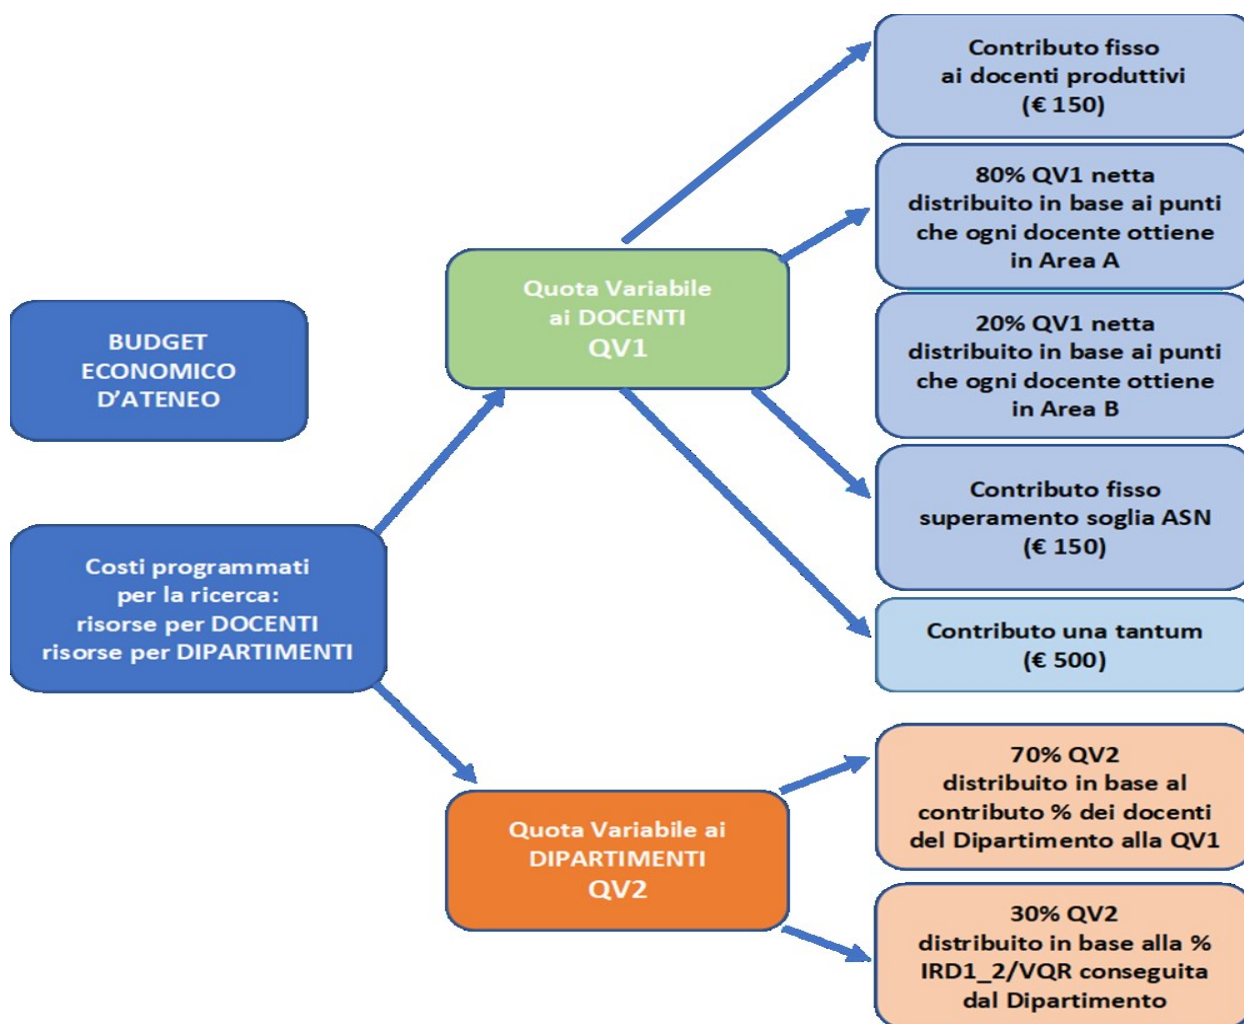 BUDGET
ECONOMICO
D'ATENEO
Costi programmati
per la ricerca:
risorse per DOCENTI
risorse per DIPARTIMENTI
Quota Variabile
ai DOCENTI
QV1
Contributo fisso
ai docenti produttivi
(€ 150)
80% QV1 netta
distribuito in base ai punti
che ogni docente ottiene
in Area A
20% QV1 netta
distribuito in base ai punti
che ogni docente ottiene
in Area B
Contributo fisso
superamento soglia ASN
(€ 150)
Contributo una tantum
(€ 500)
Quota Variabile ai
DIPARTIMENTI
QV2
70% QV2
distribuito in base al
contributo % dei docenti
del Dipartimento alla QV1
30% QV2
distribuito in base alla %
IRD1_2/VQR conseguita
dal Dipartimento